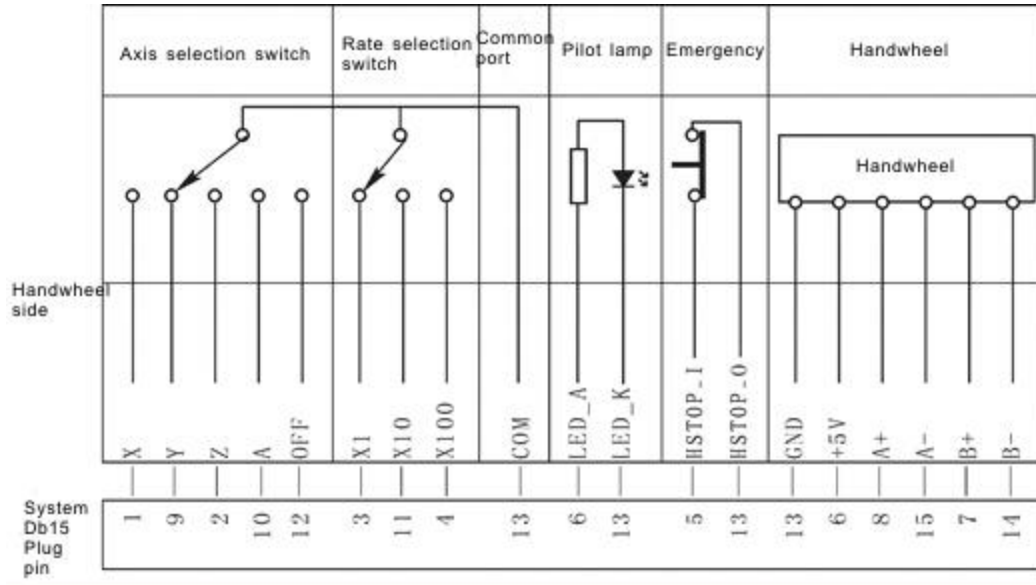 Axis selection switch
Rate selection
switch
Common
port
Pilot lamp
Emergency
Handwheel
Handwheel
Handwheel
side
X
Y
Z
A
OFF
X1
X10
X100
COM
LED_A
LED_K
HSTOP-I
HSTOP-O
GND
+5V
A+
A-
B+
B-
System
Db15
Plug
pin
1
9
2
10
12
3
11
4
13
6
13
5
13
13
6
8
15
7
14